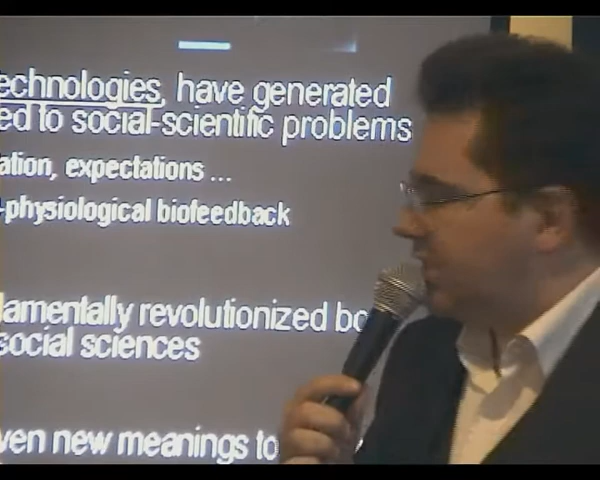 echnologies, have generated
ed to social-scientific problems
ation, expectations ...
-physiological biofeedback
lamentally revolutionized bo
social sciences
ven new meanings to